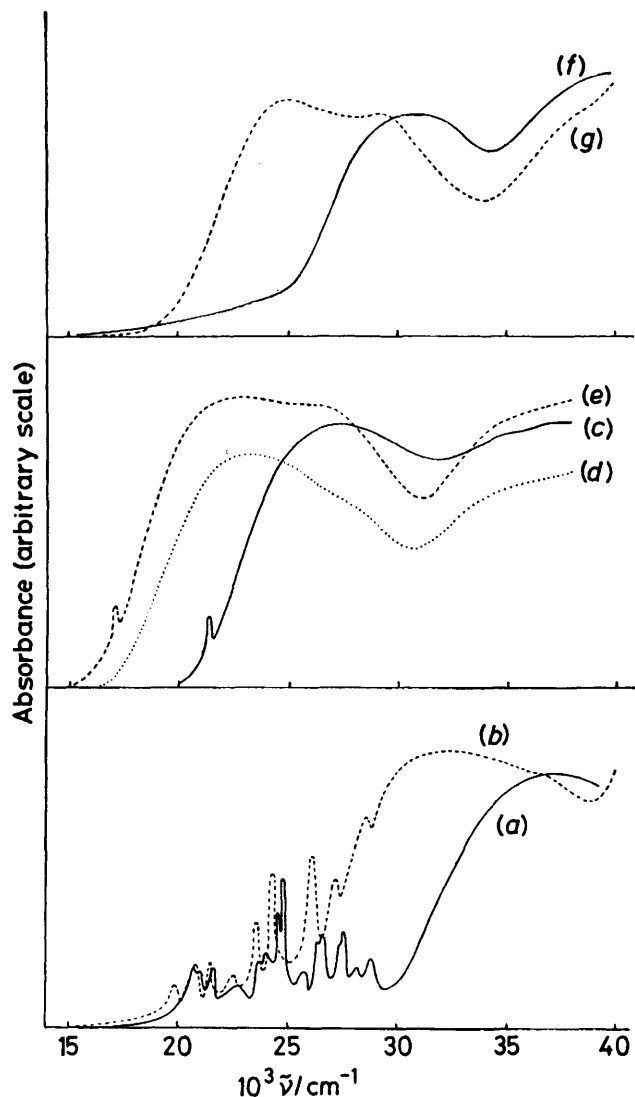 (f)
(g)
(e)
(c)
(d)
(b)
(a)
Absorbance (arbitrary scale)
15 20 25 30 35 40
10³ ν̃/cm⁻¹